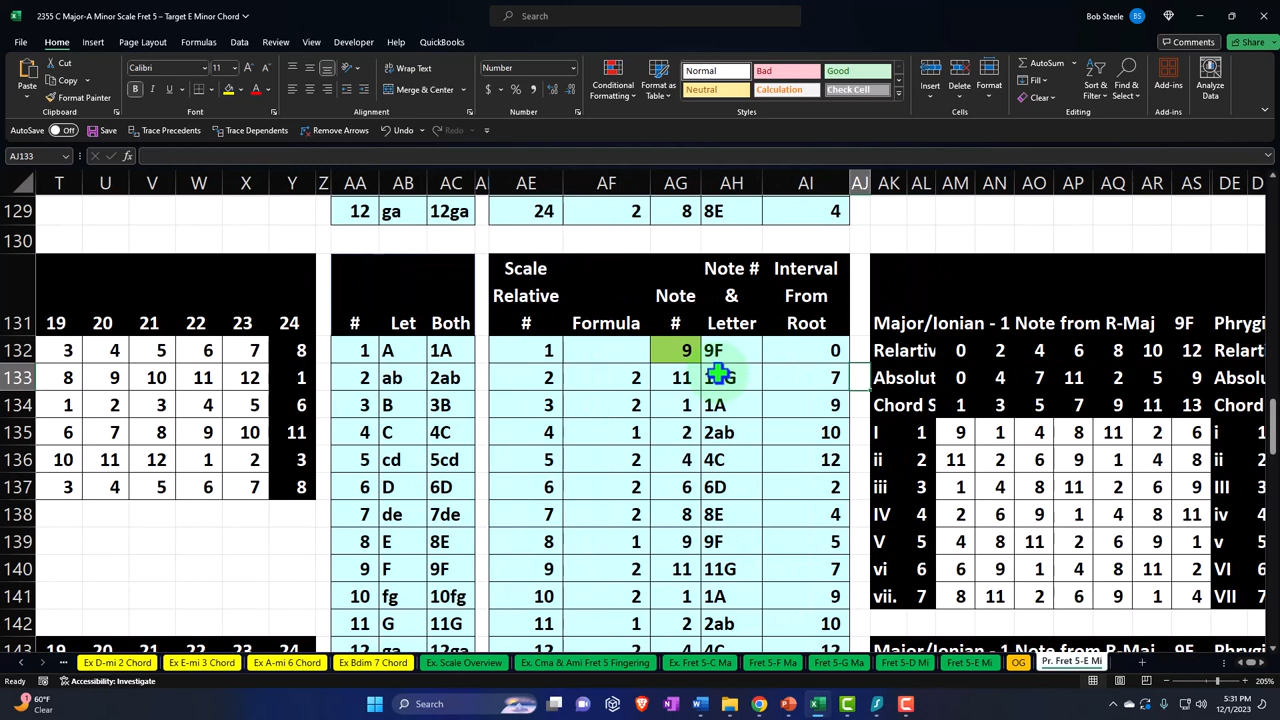 2355 C Major-A Minor Scale Fret 5 – Target E Minor Chord
Search
Bob Steele BS
File Home Insert Page Layout Formulas Data Review View Developer Help QuickBooks Comments Share
Paste Cut Copy Format Painter Clipboard
Calibri 11 B I U Font
Wrap Text Merge & Center Alignment
Number $ % Number
Conditional Formatting Format as Table
Normal Bad Good Neutral Calculation Check Cell Styles
Insert Delete Format Cells
AutoSum Fill Clear Sort & Filter Find & Select Editing
Add-ins Add-ins Analyze Data
AutoSave Off Save Trace Precedents Trace Dependents Remove Arrows Undo
AJ133 fx
T U V W X Y Z AA AB AC A AE AF AG AH AI AJ AK AL AM AN AO AP AQ AR AS DE D
129 12 ga 12ga 24 2 8 8E 4
130
Scale Note # Interval
Relative Note & From
131 19 20 21 22 23 24 # Let Both # Formula # Letter Root Major/Ionian - 1 Note from R-Maj 9F Phrygi
132 3 4 5 6 7 8 1 A 1A 1 9 9F 0 Relartiv 0 2 4 6 8 10 12 Relart
133 8 9 10 11 12 1 2 ab 2ab 2 2 11 7 Absolut 0 4 7 11 2 5 9 Absol
134 1 2 3 4 5 6 3 B 3B 3 2 1 1A 9 Chord S 1 3 5 7 9 11 13 Chord
135 6 7 8 9 10 11 4 C 4C 4 1 2 2ab 10 I 1 9 1 4 8 11 2 6 i 1
136 10 11 12 1 2 3 5 cd 5cd 5 2 4 4C 12 ii 2 11 2 6 9 1 4 8 II 2
137 3 4 5 6 7 8 6 D 6D 6 2 6 6D 2 iii 3 1 4 8 11 2 6 9 III 3
138 7 de 7de 7 2 8 8E 4 IV 4 2 6 9 1 4 8 11 iv 4
139 8 E 8E 8 1 9 9F 5 V 5 4 8 11 2 6 9 1 v 5
140 9 F 9F 9 2 11 11G 7 vi 6 6 9 1 4 8 11 2 VI 6
141 10 fg 10fg 10 2 1 1A 9 vii. 7 8 11 2 6 9 1 4 VII 7
142 11 G 11G 11 1 2 2ab 10
143 19 20 21 22 23 24 12 ga 12ga 12 2 4 4C 12 Major/Ionian - 1 Note from R-Maj 9F Phrygi
Ex D-mi 2 Chord Ex E-mi 3 Chord Ex A-mi 6 Chord Ex Bdim 7 Chord Ex. Scale Overview Ex. Cma & Ami Fret 5 Fingering Ex. Fret 5-C Ma Fret 5-F Ma Fret 5-G Ma Fret 5-D Mi Fret 5-E Mi OG Pr. Fret 5-E Mi
Ready Accessibility: Investigate 205%
60°F
Clear Search 5:31 PM
12/1/2023